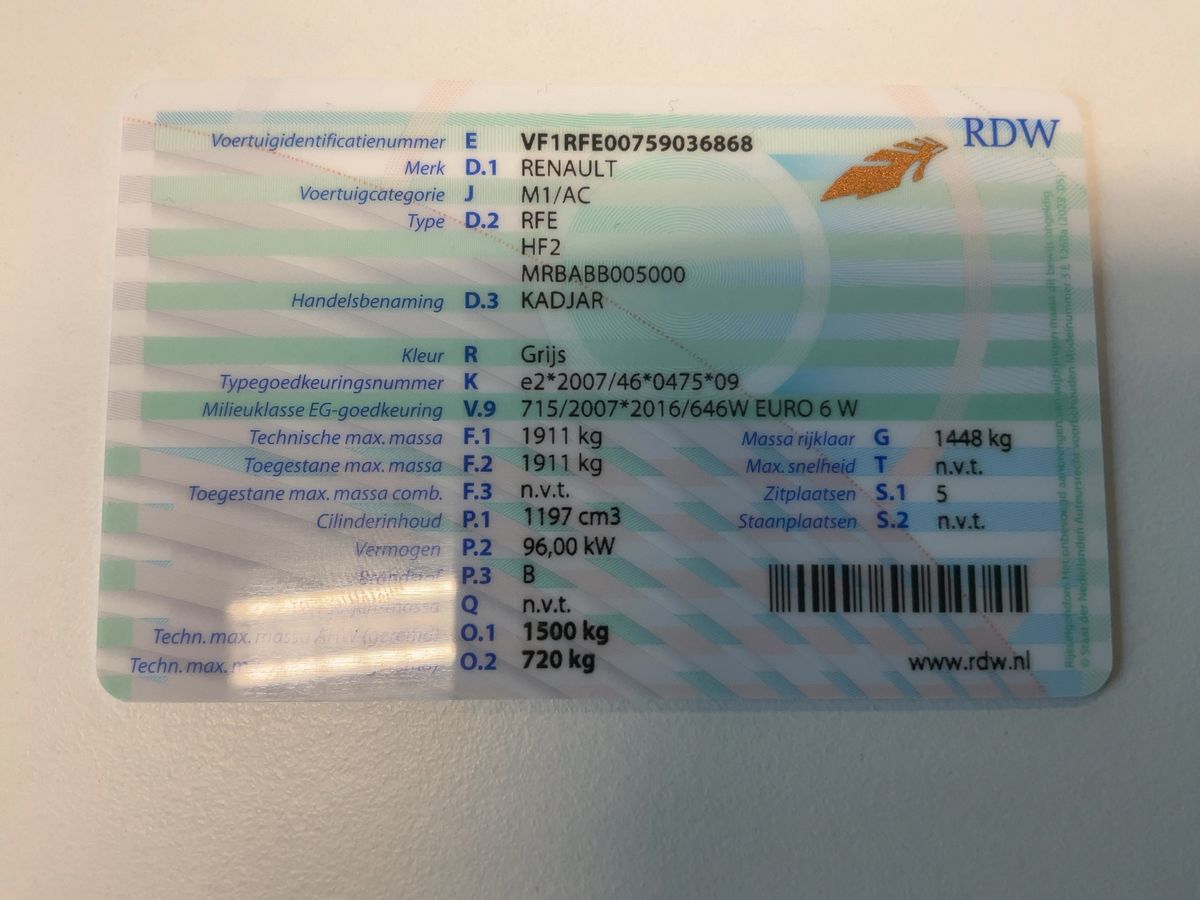 RDW
Voertuigidentificatienummer E VF1RFE00759036868
Merk D.1 RENAULT
Voertuigcategorie J M1/AC
Type D.2 RFE
HF2
MRBABB005000
Handelsbenaming D.3 KADJAR
Kleur R Grijs
Typegoedkeuringsnummer K e2*2007/46*0475*09
Milieuklasse EG-goedkeuring V.9 715/2007*2016/646W EURO 6 W
Technische max. massa F.1 1911 kg Massa rijklaar G 1448 kg
Toegestane max. massa F.2 1911 kg Max. snelheid T n.v.t.
Toegestane max. massa comb. F.3 n.v.t. Zitplaatsen S.1 5
Cilinderinhoud P.1 1197 cm3 Staanplaatsen S.2 n.v.t.
Vermogen P.2 96,00 kW
Brandstof P.3 B
Q n.v.t.
Techn. max. massa AHW (geremd) O.1 1500 kg
Techn. max. O.2 720 kg
www.rdw.nl